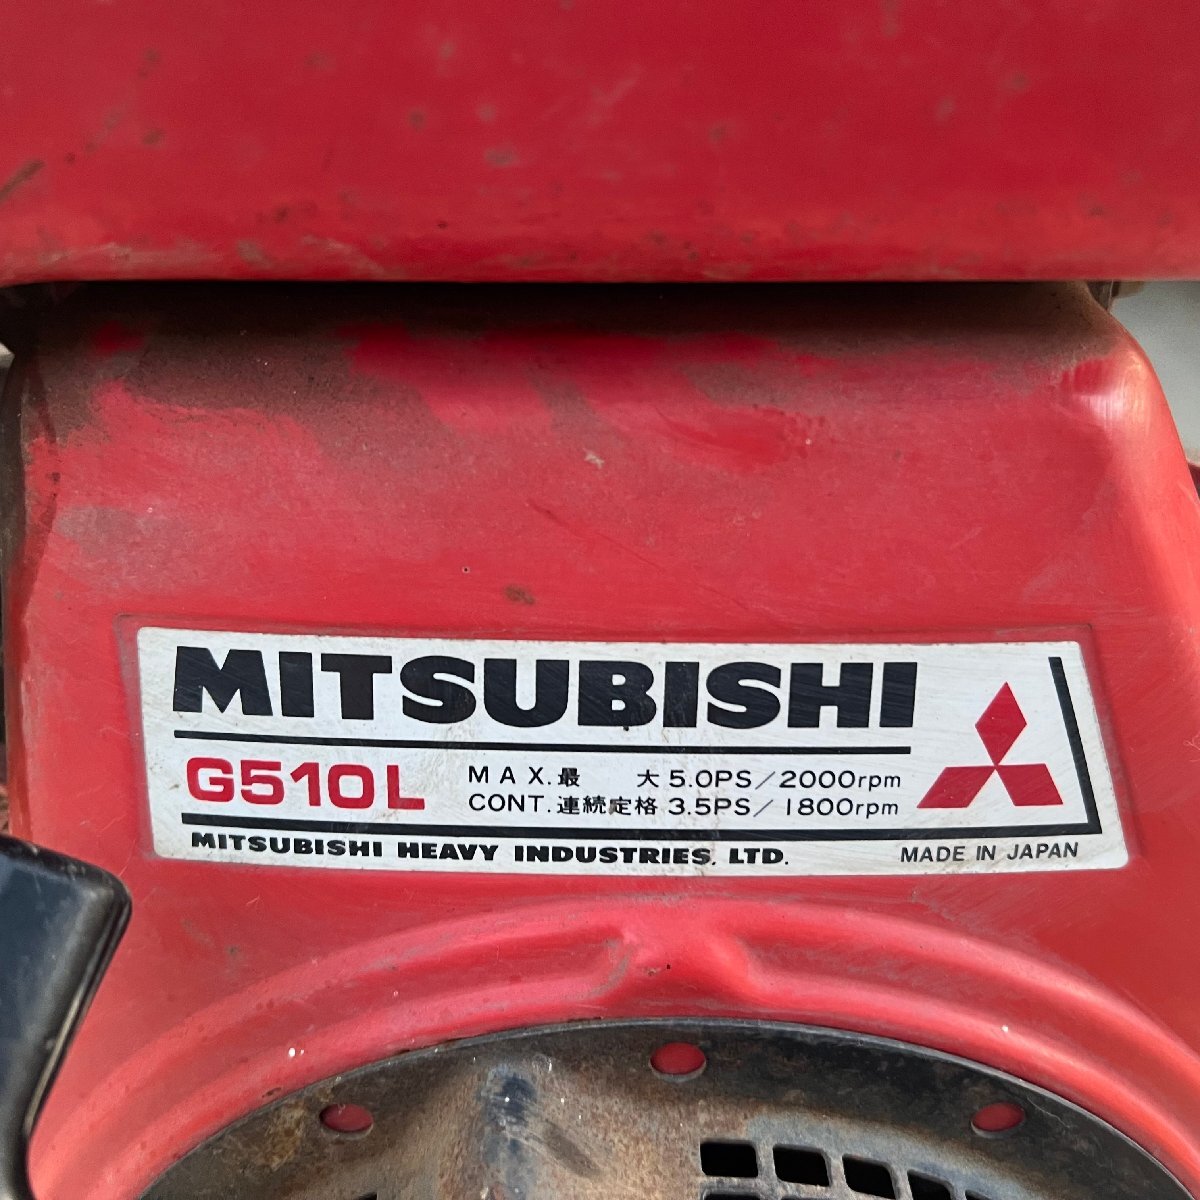 MITSUBISHI
G510L
MAX.最 大 5.0PS/2000rpm
CONT.連続定格 3.5PS/1800rpm
MITSUBISHI HEAVY INDUSTRIES, LTD.
MADE IN JAPAN